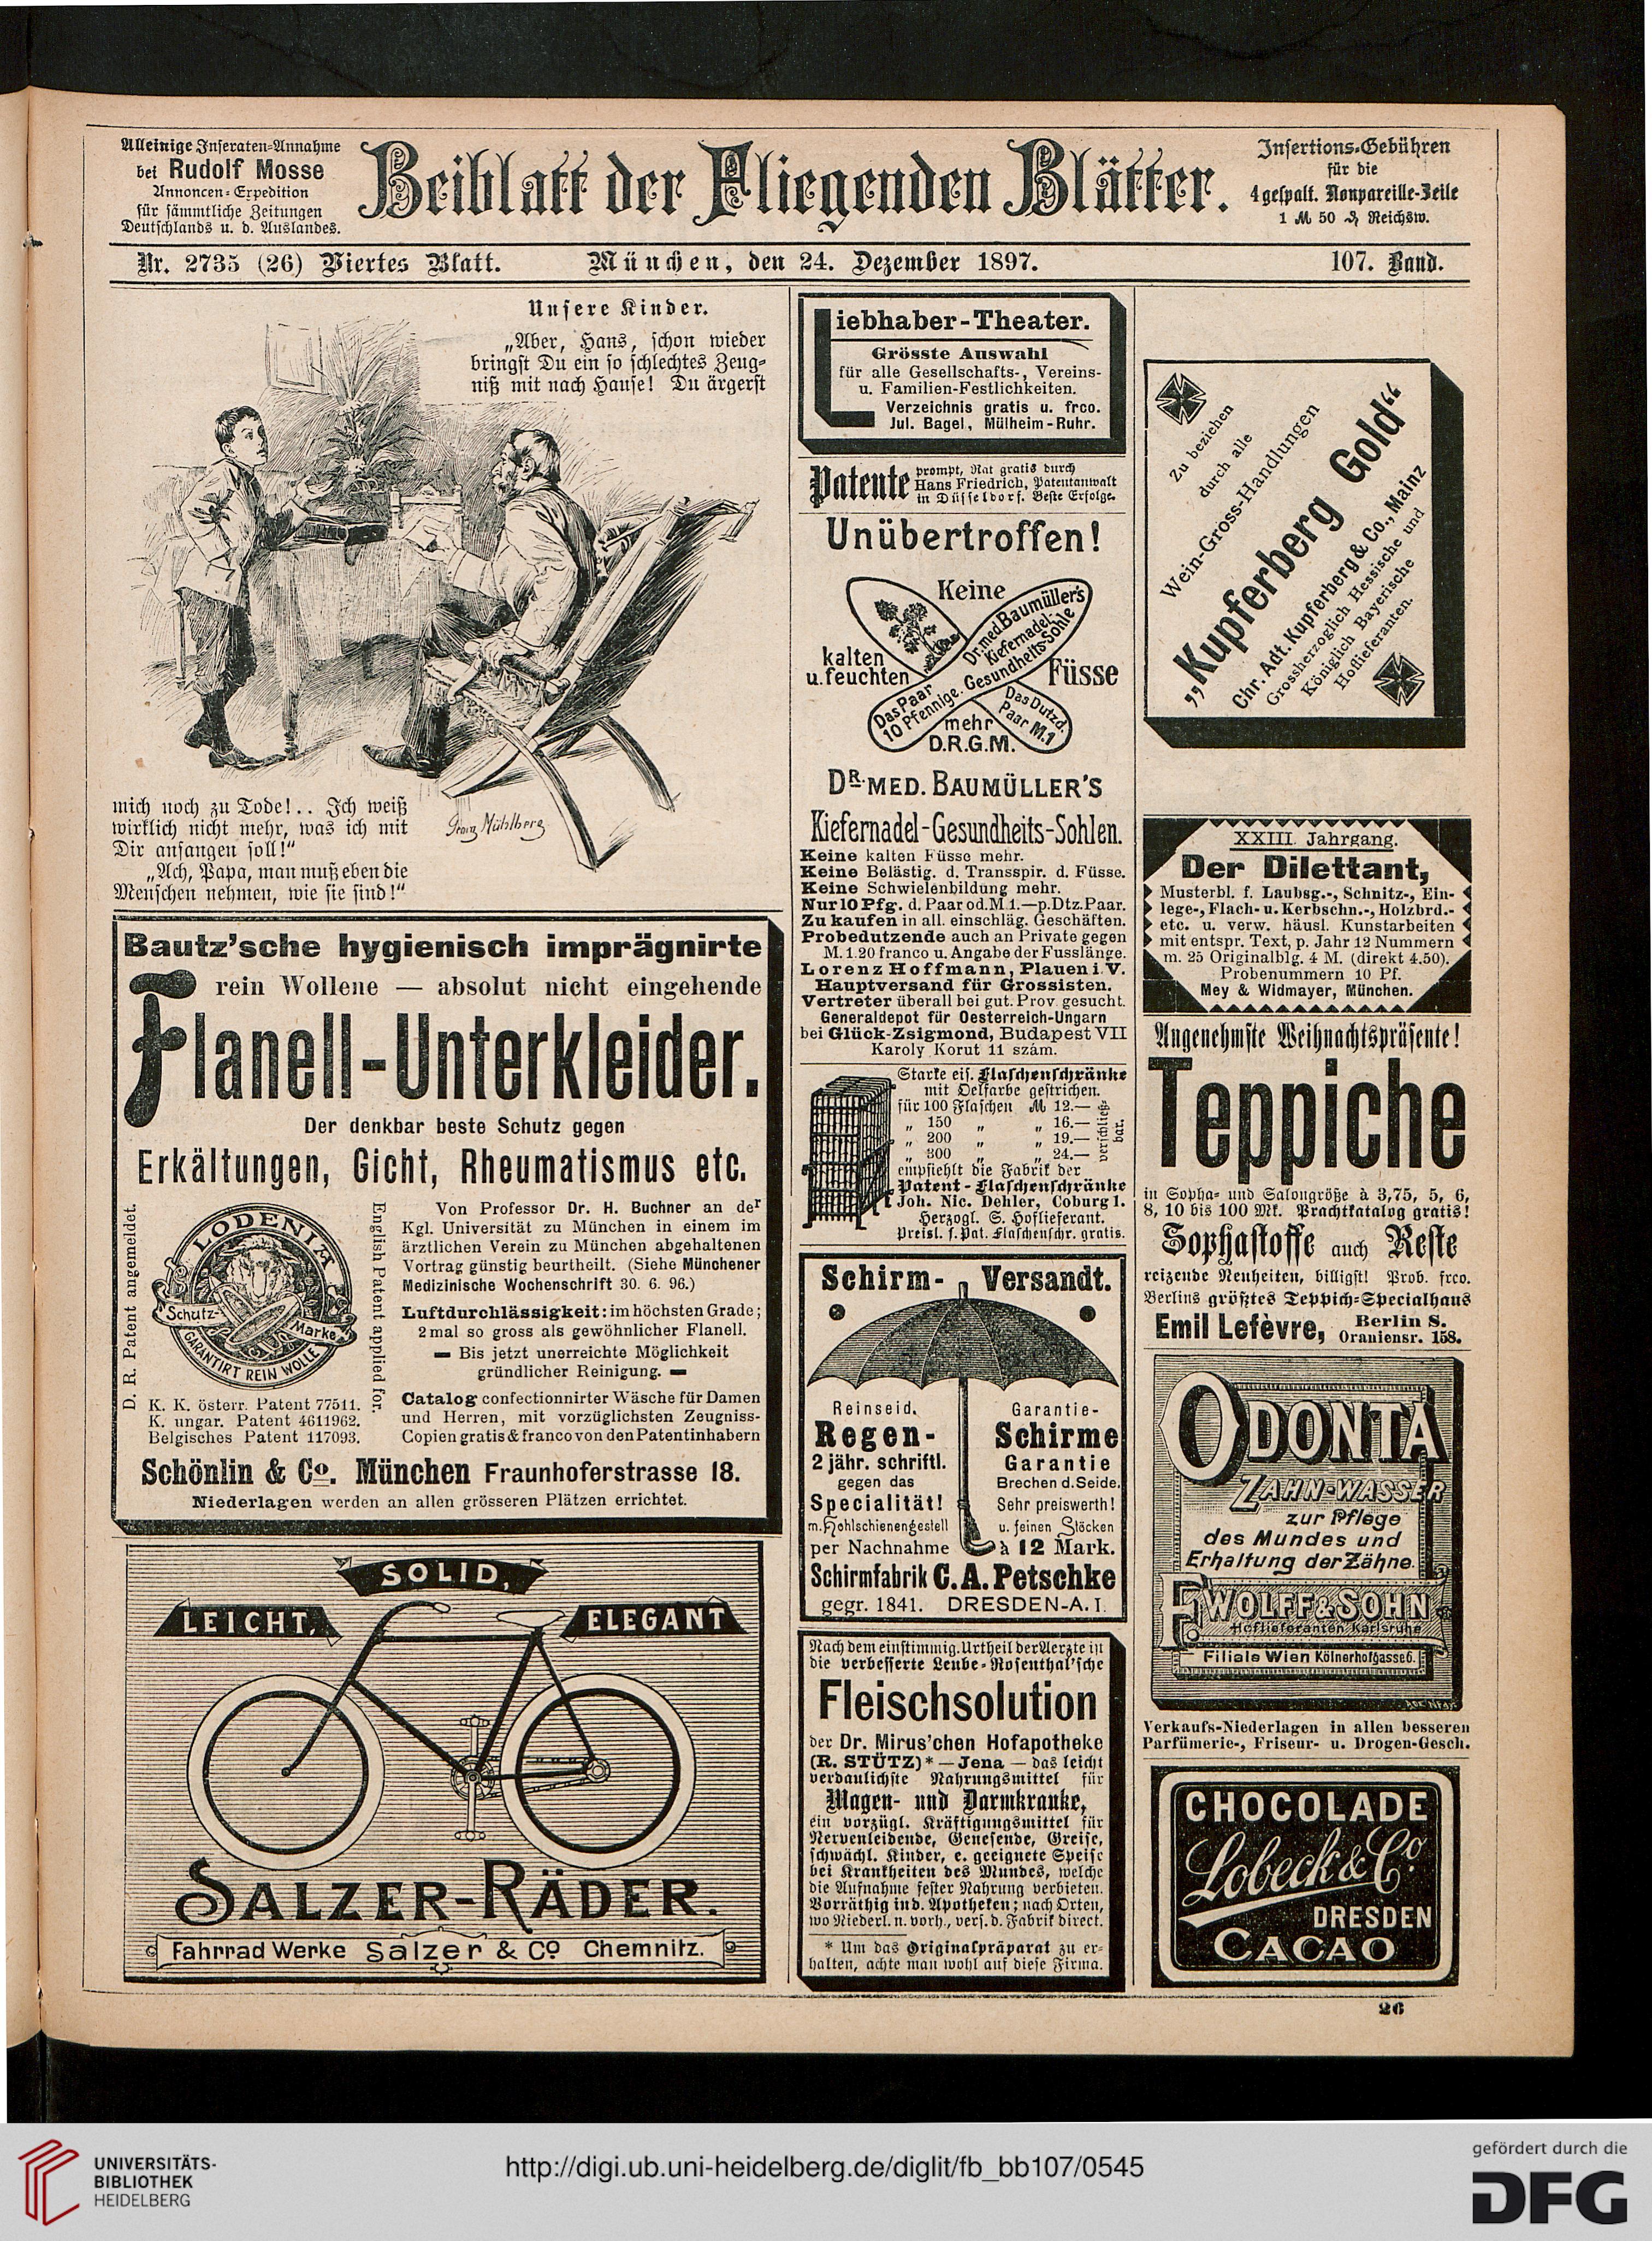 Alleinige Inseraten-Annahme
bei Rudolf Mosse
Annoncen-Expedition
für sämmtliche Zeitungen
Deutschlands u. d. Auslandes.
Beiblatt der Fliegenden Blätter.
Insertions-Gebühren
für die
4 gespalt. Nonpareille-Zeile
1 M 50 ₰ Reichsw.
Nr. 2735 (26) Viertes Blatt.
München, den 24. Dezember 1897.
107. Band.
Unsere Kinder.
„Aber, Hans, schon wieder
bringst Du ein so schlechtes Zeug-
niß mit nach Hause! Du ärgerst
Georg Mühlberg
mich noch zu Tode!.. Ich weiß
wirklich nicht mehr, was ich mit
Dir anfangen soll!“
„Ach, Papa, man muß eben die
Menschen nehmen, wie sie sind!“
Bautz'sche hygienisch imprägnirte
rein Wollene — absolut nicht eingehende
Flanell-Unterkleider.
Der denkbar beste Schutz gegen
Erkältungen, Gicht, Rheumatismus etc.
D. R. Patent angemeldet.
LODENIA
Schutz-Marke
GARANTIRT REIN WOLLE
English Patent applied for.
K. K. österr. Patent 77511.
K. ungar. Patent 4611962.
Belgisches Patent 117093.
Von Professor Dr. H. Buchner an der
Kgl. Universität zu München in einem im
ärztlichen Verein zu München abgehaltenen
Vortrag günstig beurtheilt. (Siehe Münchener
Medizinische Wochenschrift 30. 6. 96.)
Luftdurchlässigkeit: im höchsten Grade;
2mal so gross als gewöhnlicher Flanell.
Bis jetzt unerreichte Möglichkeit
gründlicher Reinigung.
Catalog confectionnirter Wäsche für Damen
und Herren, mit vorzüglichsten Zeugniss-
Copien gratis & franco von den Patentinhabern
Schönlin & Co. München Fraunhoferstrasse 18.
Niederlagen werden an allen grösseren Plätzen errichtet.
SOLID,
LEICHT,
ELEGANT
SALZER-RÄDER.
Fahrrad Werke Salzer & Co Chemnitz.
Liebhaber-Theater.
Grösste Auswahl
für alle Gesellschafts-, Vereins-
u. Familien-Festlichkeiten.
Verzeichnis gratis u. frco.
Jul. Bagel, Mülheim-Ruhr.
Patente prompt, Rat gratis durch
Hans Friedrich, Patentanwalt
in Düsseldorf. Beste Erfolge.
Unübertroffen!
Keine
Dr. med. Baumüller's
Kiefernadel-
Gesundheits-Sohle
kalten
u. feuchten
Füsse
Das Paar
10 Pfennige.
Das Dutzd.
Paar M.1
mehr
D.R.G.M.
DR. MED. BAUMÜLLER'S
Kiefernadel-Gesundheits-Sohlen.
Keine kalten Füsse mehr.
Keine Belästig. d. Transspir. d. Füsse.
Keine Schwielenbildung mehr.
Nur 10 Pfg. d. Paar od. M 1.—p. Dtz. Paar.
Zu kaufen in all. einschläg. Geschäften.
Probedutzende auch an Private gegen
M. 1.20 franco u. Angabe der Fusslänge.
Lorenz Hoffmann, Plauen i. V.
Hauptversand für Grossisten.
Vertreter überall bei gut. Prov. gesucht.
Generaldepot für Oesterreich-Ungarn
bei Glück-Zsigmond, Budapest VII
Karoly Korut 11 szám.
Starke eis. Flaschenschränke
mit Oelfarbe gestrichen.
für 100 Flaschen M 12.—
„ 150 „ „ 16.—
„ 200 „ „ 19.—
„ 300 „ „ 24.—
verschließ-
bar.
empfiehlt die Fabrik der
Patent-Flaschenschränke
Joh. Nic. Dehler, Coburg 1.
Herzogl. S. Hoflieferant.
Preisl. f. Pat. Flaschenschr. gratis.
Schirm-Versandt.
Reinseid.
Regen-
2 jähr. schriftl.
gegen das
Specialität!
m. Hohlschienengestell
per Nachnahme
Garantie-
Schirme
Garantie
Brechen d. Seide.
Sehr preiswerth!
u. feinen Stöcken
à 12 Mark.
Schirmfabrik C. A. Petschke
gegr. 1841. DRESDEN-A. I.
Nach dem einstimmig. Urtheil der Aerzte ist
die verbesserte Leube-Rosenthal'sche
Fleischsolution
der Dr. Mirus'chen Hofapotheke
(R. STÜTZ)* — Jena — das leicht
verdaulichste Nahrungsmittel für
Magen- und Darmkranke,
ein vorzügl. Kräftigungsmittel für
Nervenleidende, Genesende, Greise,
schwächl. Kinder, e. geeignete Speise
bei Krankheiten des Mundes, welche
die Aufnahme fester Nahrung verbieten.
Vorräthig in d. Apotheken; nach Orten,
wo Niederl. n. vorh., vers. d. Fabrik direct.
* Um das Originalpräparat zu er-
halten, achte man wohl auf diese Firma.
Zu beziehen
durch alle
Wein-Gross-Handlungen
„Kupferberg Gold“
Chr. Adt. Kupferberg & Co., Mainz
Grossherzoglich Hessische und
Königlich Bayerische
Hoflieferanten.
XXIII. Jahrgang.
Der Dilettant,
Musterbl. f. Laubsg.-, Schnitz-, Ein-
lege-, Flach- u. Kerbschn.-, Holzbrd.-
etc. u. verw. häusl. Kunstarbeiten
mit entspr. Text, p. Jahr 12 Nummern
m. 25 Originalblg. 4 M. (direkt 4.50).
Probenummern 10 Pf.
Mey & Widmayer, München.
Angenehmste Weihnachtspräsente!
Teppiche
in Sopha- und Salongröße à 3,75, 5, 6,
8, 10 bis 100 Mk. Prachtkatalog gratis!
Sophastoffe auch Reste
reizende Neuheiten, billigst! Prob. frco.
Berlins größtes Teppich-Specialhaus
Emil Lefèvre, Berlin S.
Oraniensr. 158.
ODONTA
ZAHN-WASSER
zur Pflege
des Mundes und
Erhaltung der Zähne.
F. WOLFF & SOHN
Hoflieferanten Karlsruhe
Filiale Wien Kölnerhofgasse 6.
Verkaufs-Niederlagen in allen besseren
Parfümerie-, Friseur- u. Drogen-Gesch.
CHOCOLADE
Lobeck & Co
DRESDEN
CACAO
26
UNIVERSITÄTS-
BIBLIOTHEK
HEIDELBERG
http://digi.ub.uni-heidelberg.de/diglit/fb_bb107/0545
gefördert durch die
DFG